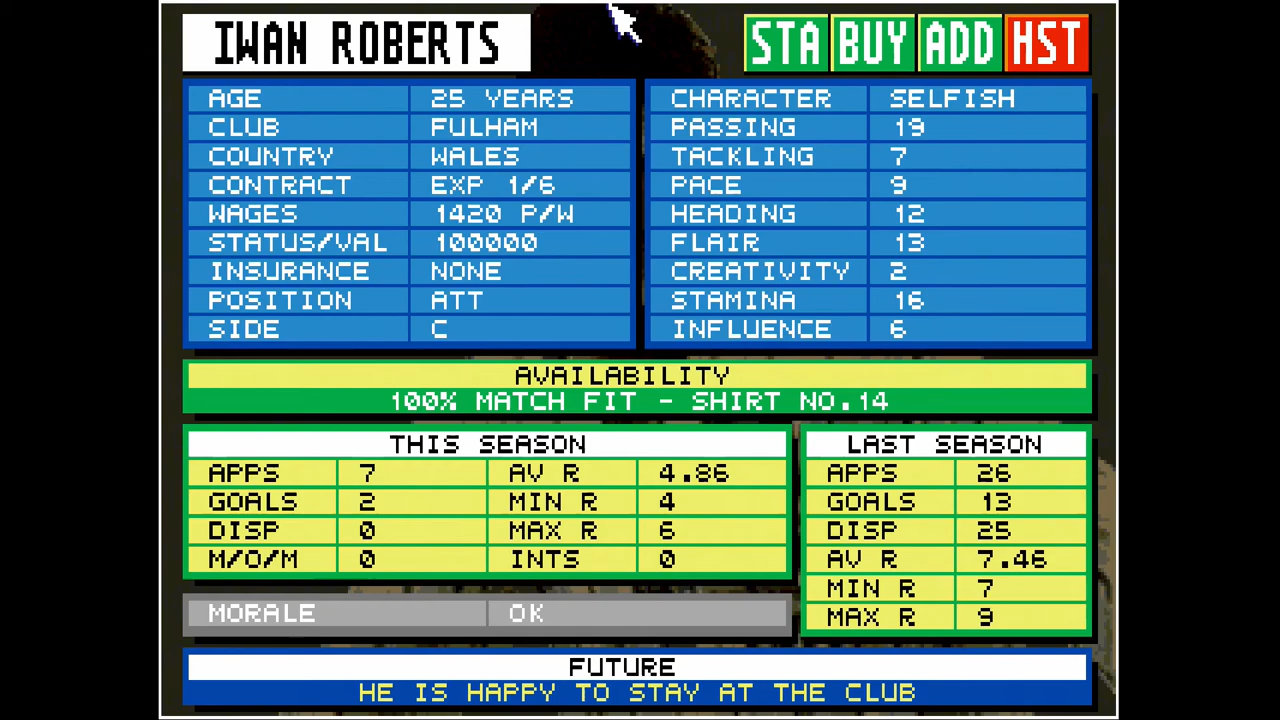 IWAN ROBERTS STA BUY ADD HST
AGE 25 YEARS
CLUB FULHAM
COUNTRY WALES
CONTRACT EXP 1/6
WAGES 1420 P/W
STATUS/VAL 100000
INSURANCE NONE
POSITION ATT
SIDE C
CHARACTER SELFISH
PASSING 19
TACKLING 7
PACE 9
HEADING 12
FLAIR 13
CREATIVITY 2
STAMINA 16
INFLUENCE 6
AVAILABILITY
100% MATCH FIT - SHIRT NO.14
THIS SEASON
APPS 7 AV R 4.86
GOALS 2 MIN R 4
DISP 0 MAX R 6
M/O/M 0 INTS 0
LAST SEASON
APPS 26
GOALS 13
DISP 25
AV R 7.46
MIN R 7
MAX R 9
MORALE OK
FUTURE
HE IS HAPPY TO STAY AT THE CLUB